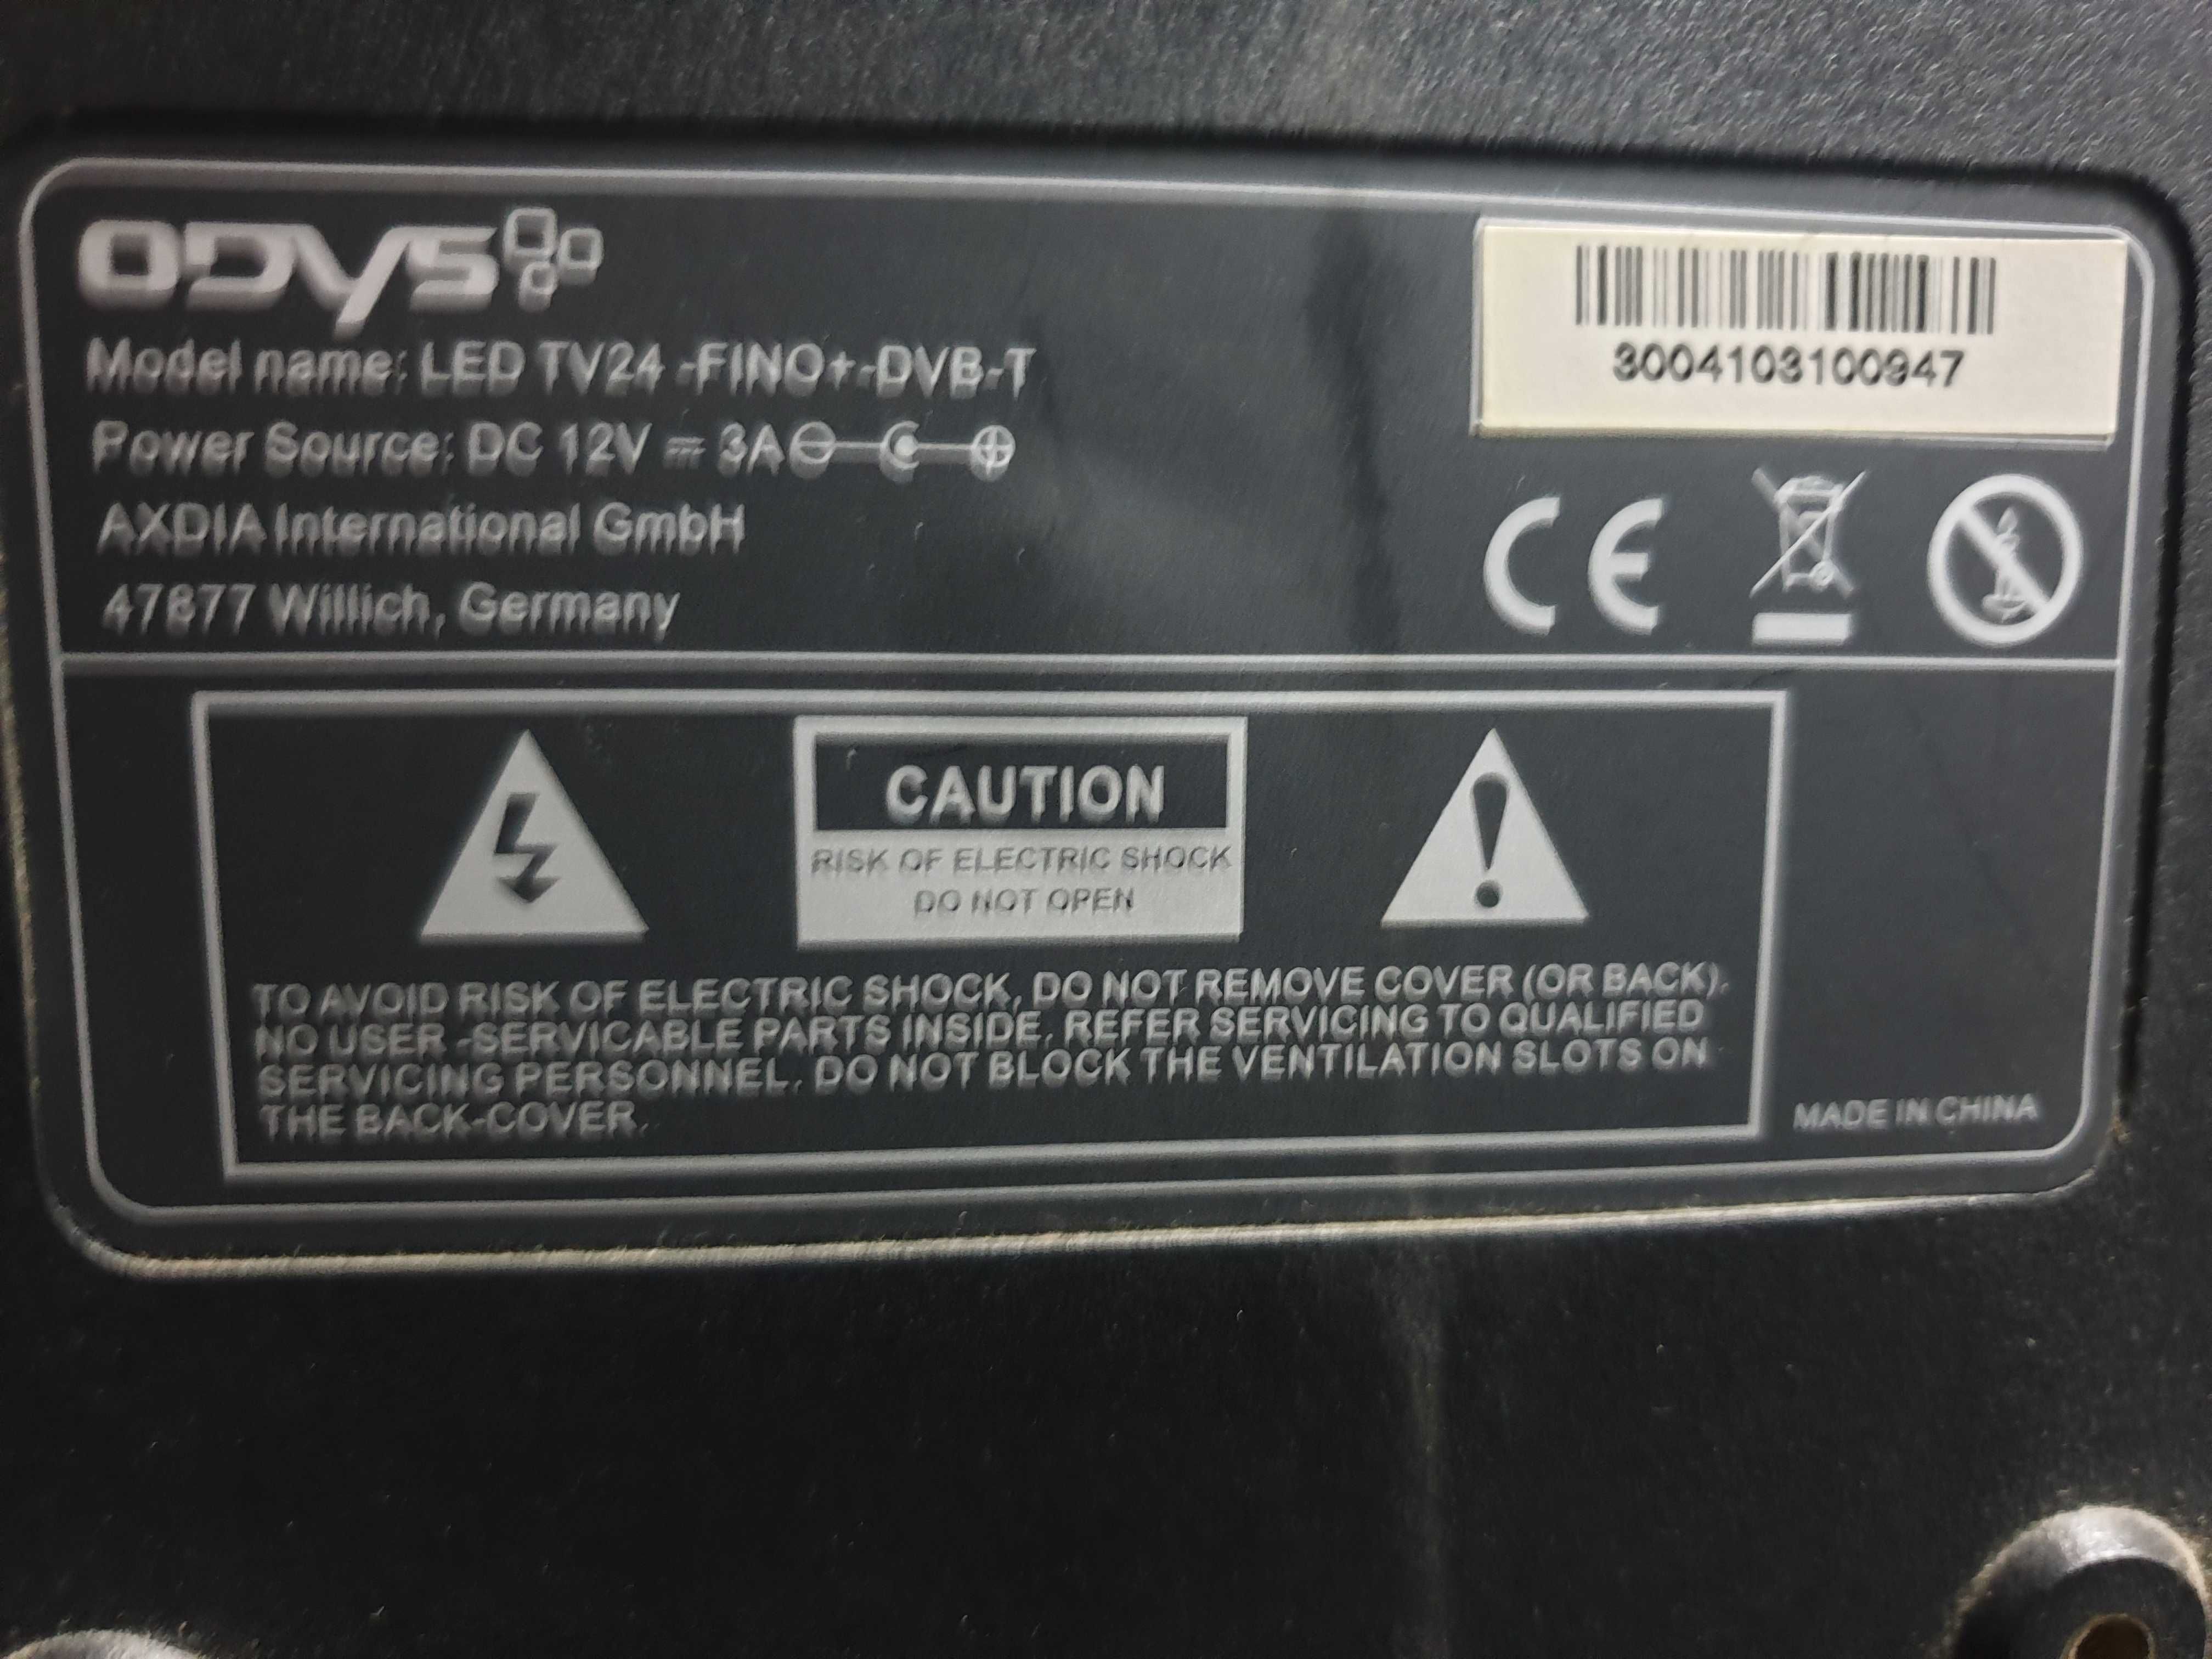 ODYS
Model name: LED TV24 -FINO+-DVB-T
Power Source: DC 12V 3A
AXDIA International GmbH
47877 Willich, Germany
3004103100947
CE
CAUTION
RISK OF ELECTRIC SHOCK
DO NOT OPEN
TO AVOID RISK OF ELECTRIC SHOCK, DO NOT REMOVE COVER (OR BACK).
NO USER -SERVICABLE PARTS INSIDE. REFER SERVICING TO QUALIFIED
SERVICING PERSONNEL. DO NOT BLOCK THE VENTILATION SLOTS ON
THE BACK-COVER.
MADE IN CHINA